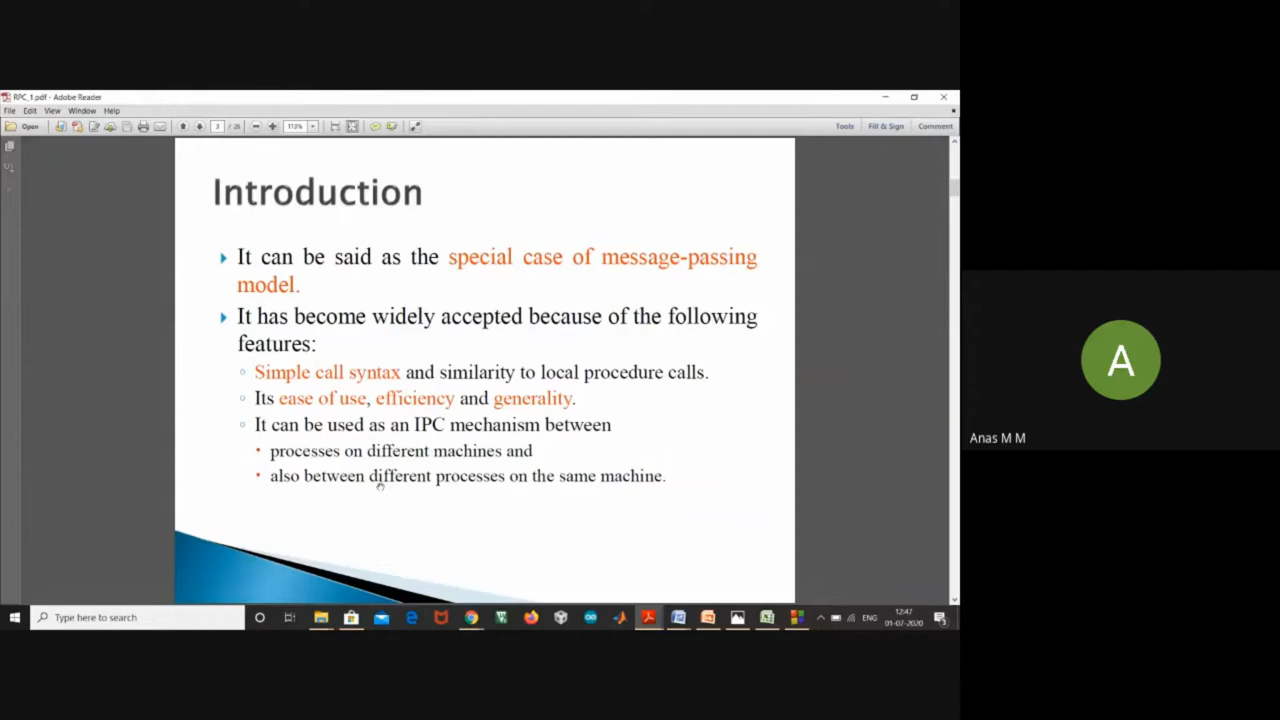 RPC_1.pdf - Adobe Reader
File Edit View Window Help
Open 3 / 26 113% Tools Fill & Sign Comment
Introduction
It can be said as the special case of message-passing
model.
It has become widely accepted because of the following
features:
Simple call syntax and similarity to local procedure calls.
Its ease of use, efficiency and generality.
It can be used as an IPC mechanism between
processes on different machines and
also between different processes on the same machine.
A
Anas M M
Type here to search
ENG
12:47
01-07-2020